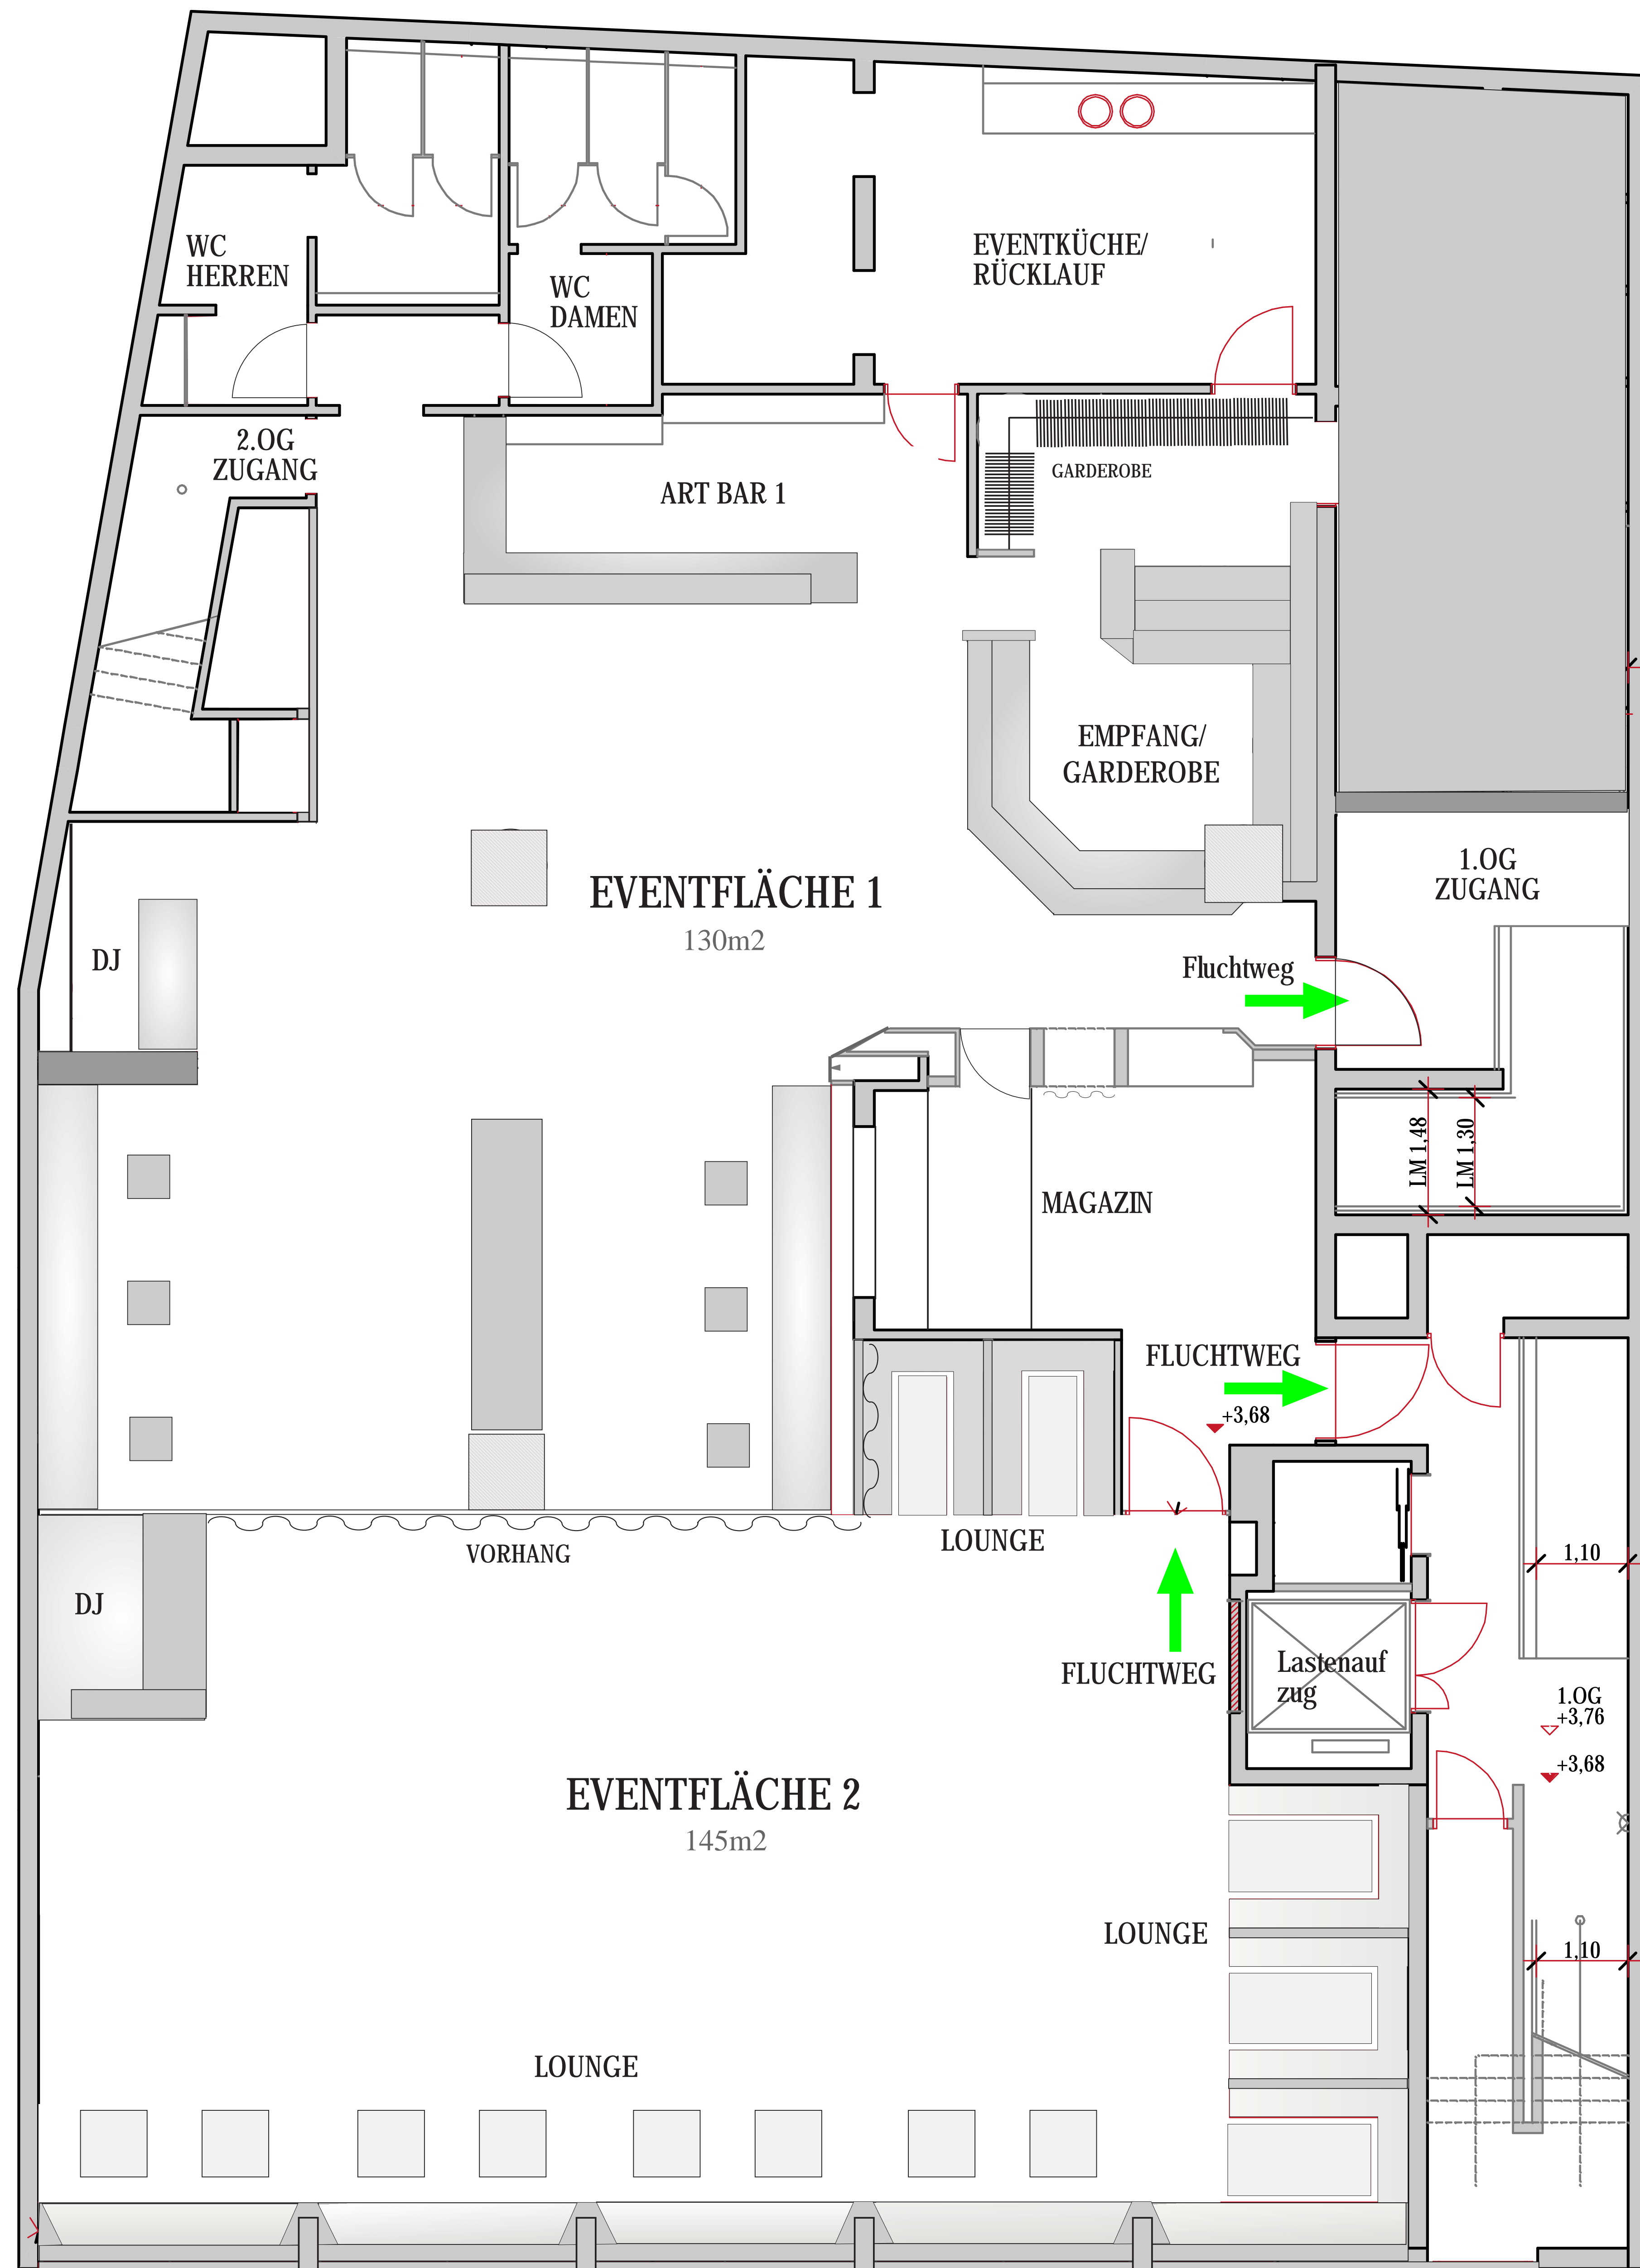 WC
HERREN
WC
DAMEN
EVENTKÜCHE/
RÜCKLAUF
2.OG
ZUGANG
ART BAR 1
GARDEROBE
EMPFANG/
GARDEROBE
1.OG
ZUGANG
EVENTFLÄCHE 1
130m2
DJ
Fluchtweg
LM 1,48
LM 1,30
MAGAZIN
FLUCHTWEG
+3,68
VORHANG
LOUNGE
1,10
DJ
FLUCHTWEG
Lastenauf
zug
1.OG
+3,76
+3,68
EVENTFLÄCHE 2
145m2
LOUNGE
1,10
LOUNGE